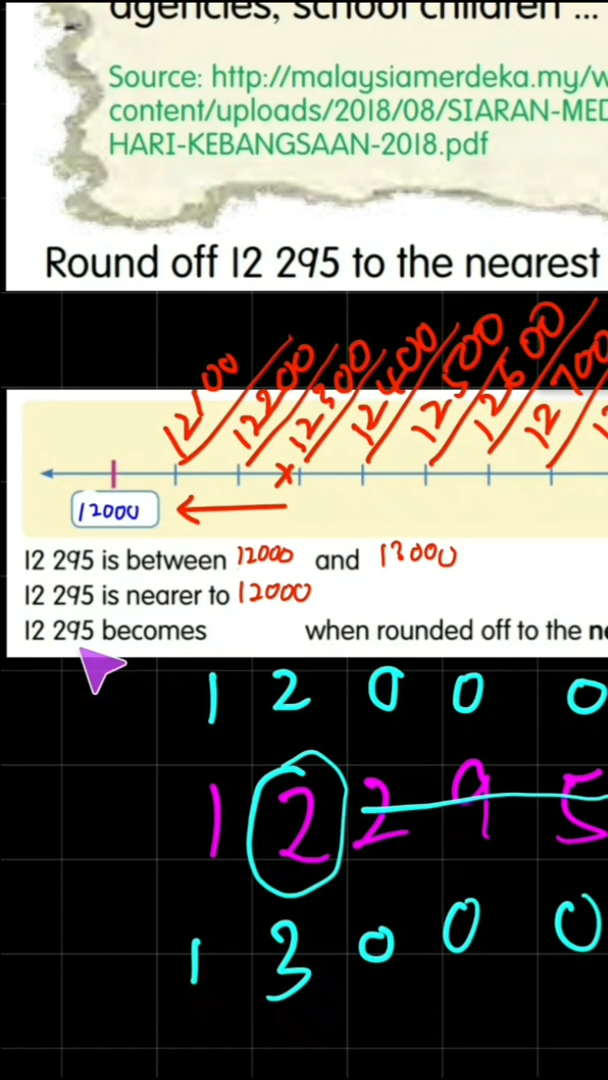 agencies, school children ...
Source: http://malaysiamerdeka.my/w
content/uploads/2018/08/SIARAN-MED
HARI-KEBANGSAAN-2018.pdf
Round off 12 295 to the nearest
12100 12200 12300 12400 12500 12600 12700
x
12000
12 295 is between 12000 and 13000
12 295 is nearer to 12000
12 295 becomes when rounded off to the
1 2 0 0 0
1 2 2 9 5
1 3 0 0 0